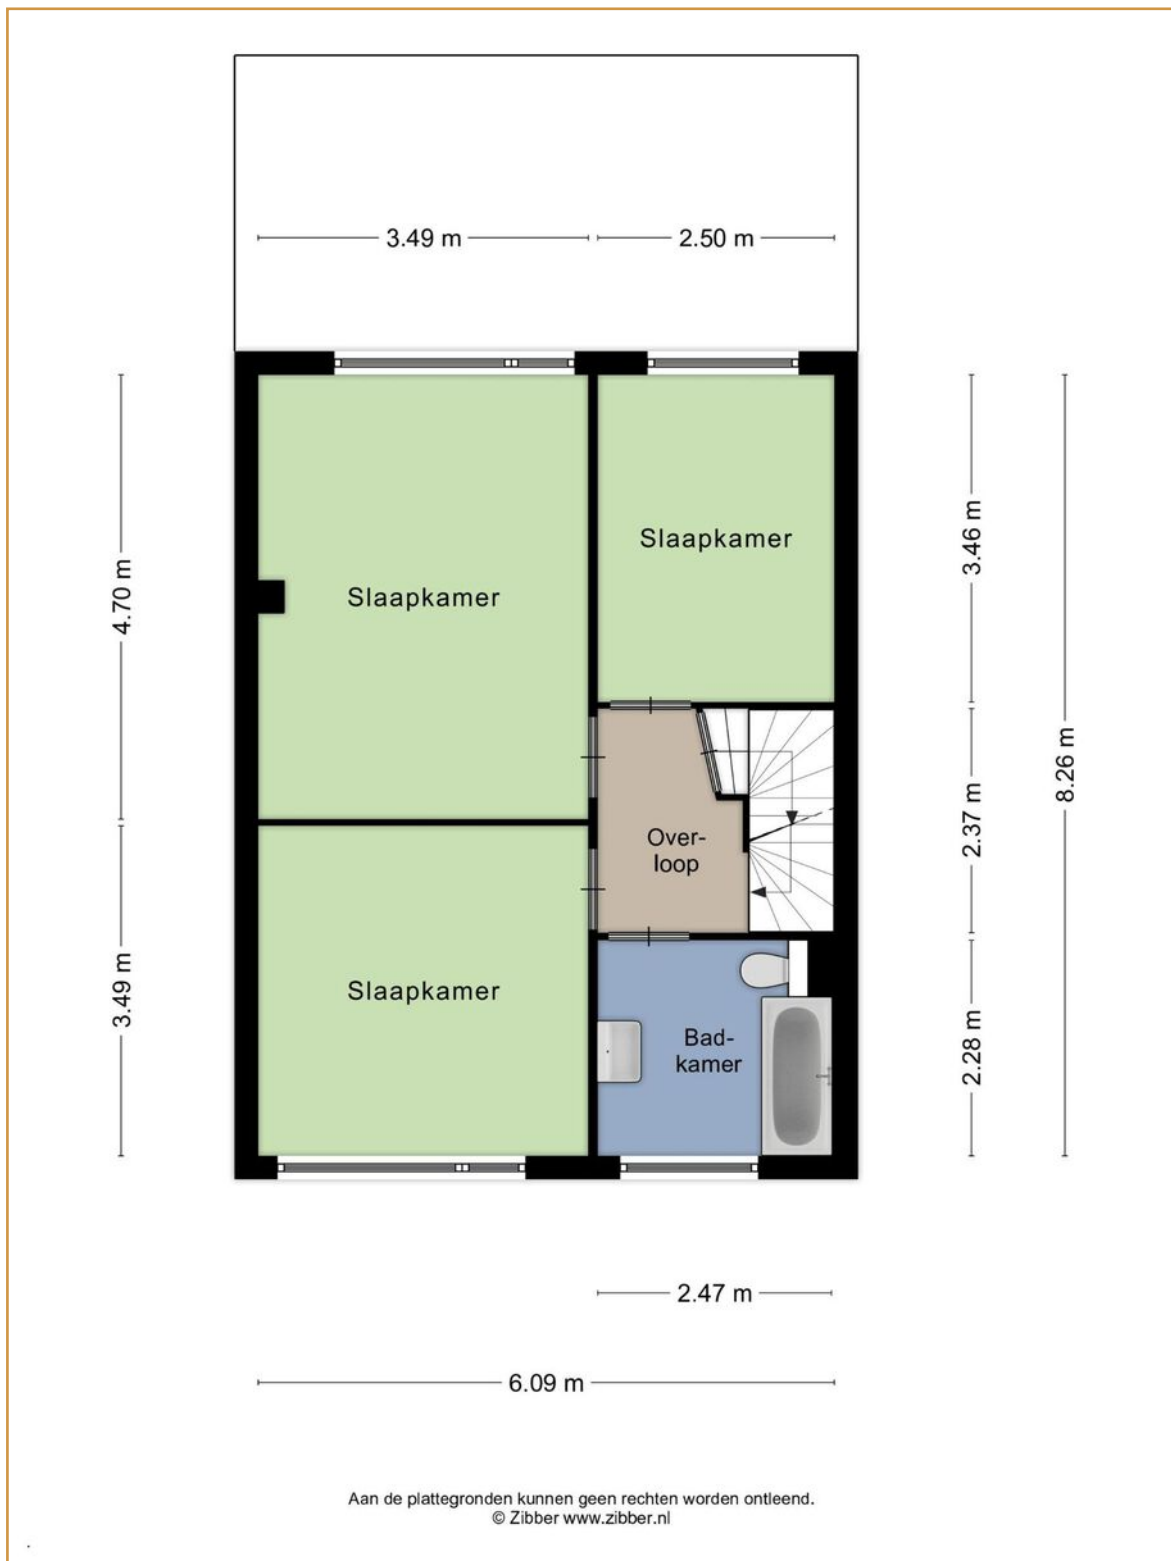 3.49 m
2.50 m
4.70 m
3.46 m
Slaapkamer
Slaapkamer
8.26 m
2.37 m
Over-
loop
3.49 m
Slaapkamer
2.28 m
Bad-
kamer
2.47 m
6.09 m
Aan de plattegronden kunnen geen rechten worden ontleend.
© Zibber www.zibber.nl